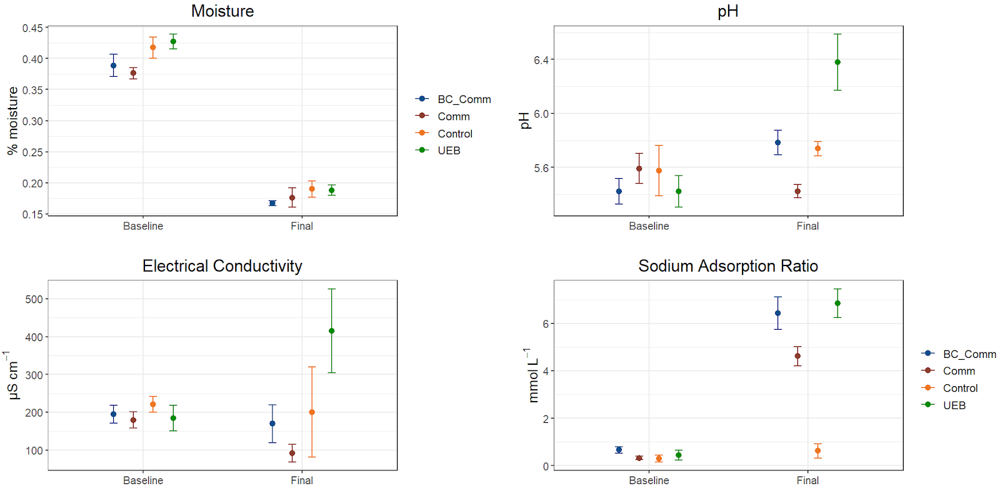 Moisture
% moisture
0.45
0.40
0.35
0.30
0.25
0.20
0.15
Baseline
Final
BC_Comm
Comm
Control
UEB
pH
pH
6.4
6.0
5.6
Baseline
Final
Electrical Conductivity
µS cm⁻¹
500
400
300
200
100
Baseline
Final
Sodium Adsorption Ratio
mmol L⁻¹
6
4
2
0
Baseline
Final
BC_Comm
Comm
Control
UEB